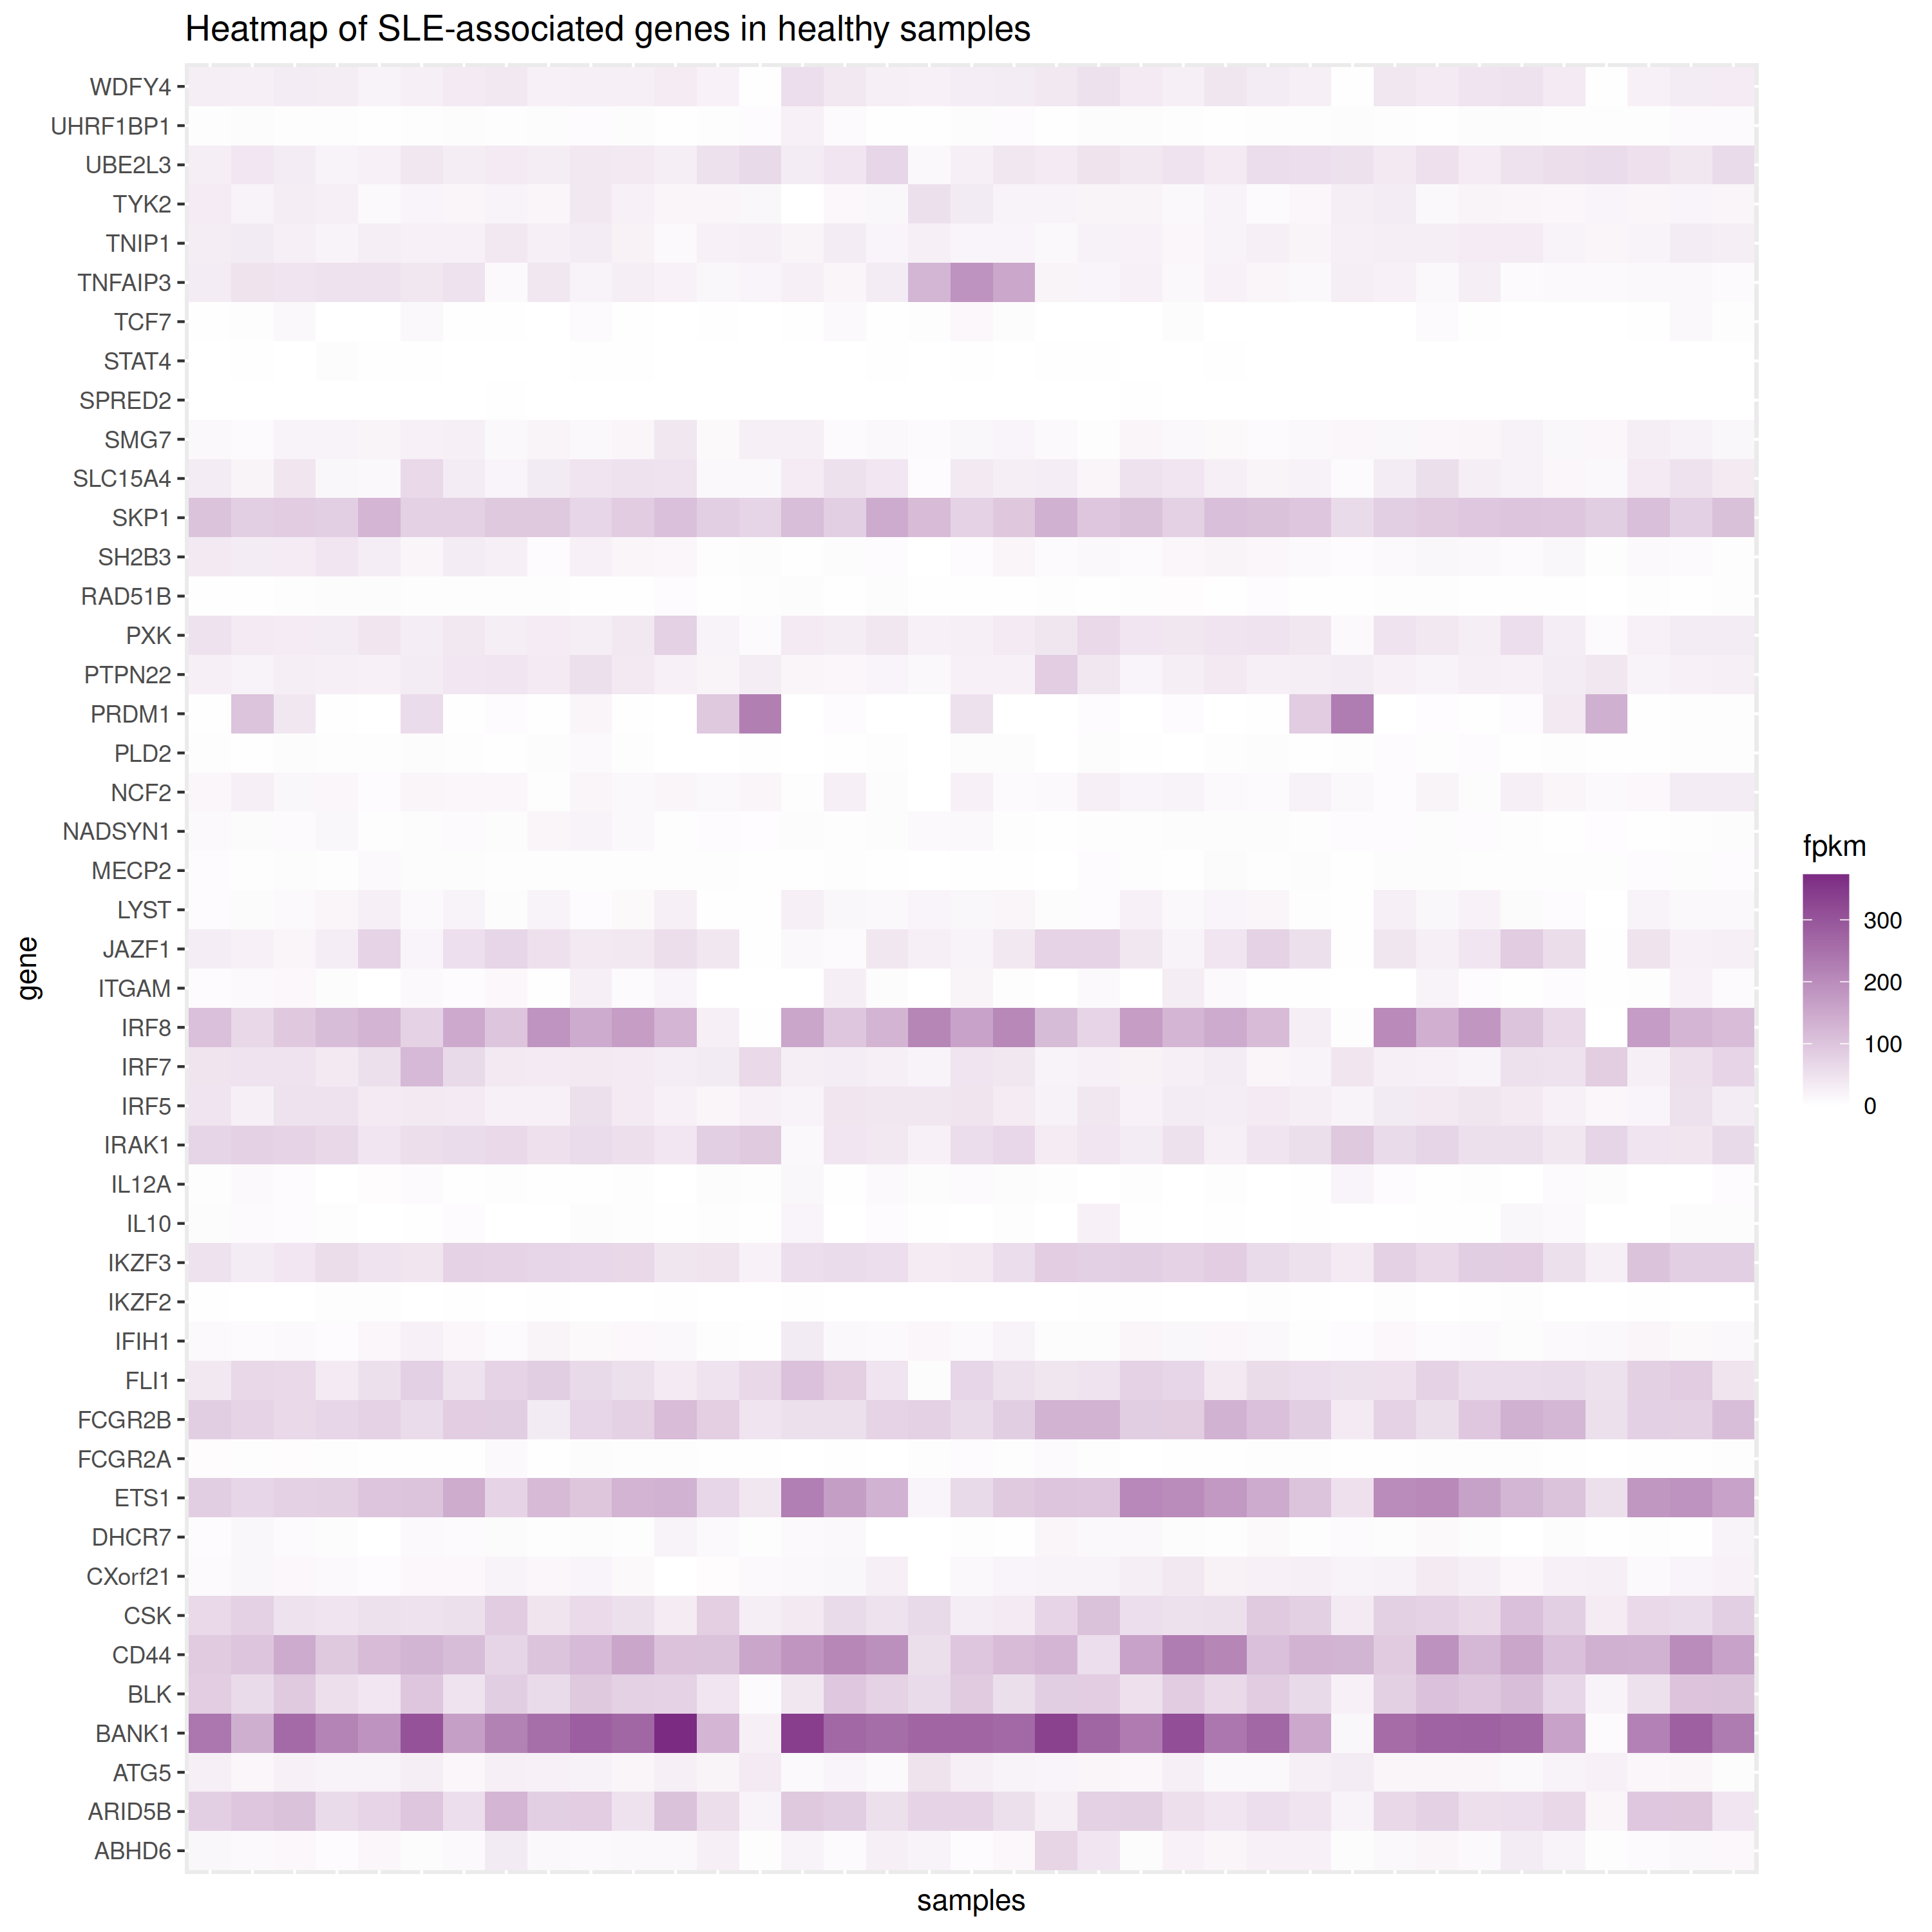 Heatmap of SLE-associated genes in healthy samples
WDFY4
UHRF1BP1
UBE2L3
TYK2
TNIP1
TNFAIP3
TCF7
STAT4
SPRED2
SMG7
SLC15A4
SKP1
SH2B3
RAD51B
PXK
PTPN22
PRDM1
PLD2
NCF2
NADSYN1
MECP2
LYST
JAZF1
ITGAM
IRF8
IRF7
IRF5
IRAK1
IL12A
IL10
IKZF3
IKZF2
IFIH1
FLI1
FCGR2B
FCGR2A
ETS1
DHCR7
CXorf21
CSK
CD44
BLK
BANK1
ATG5
ARID5B
ABHD6
gene
samples
fpkm
300
200
100
0